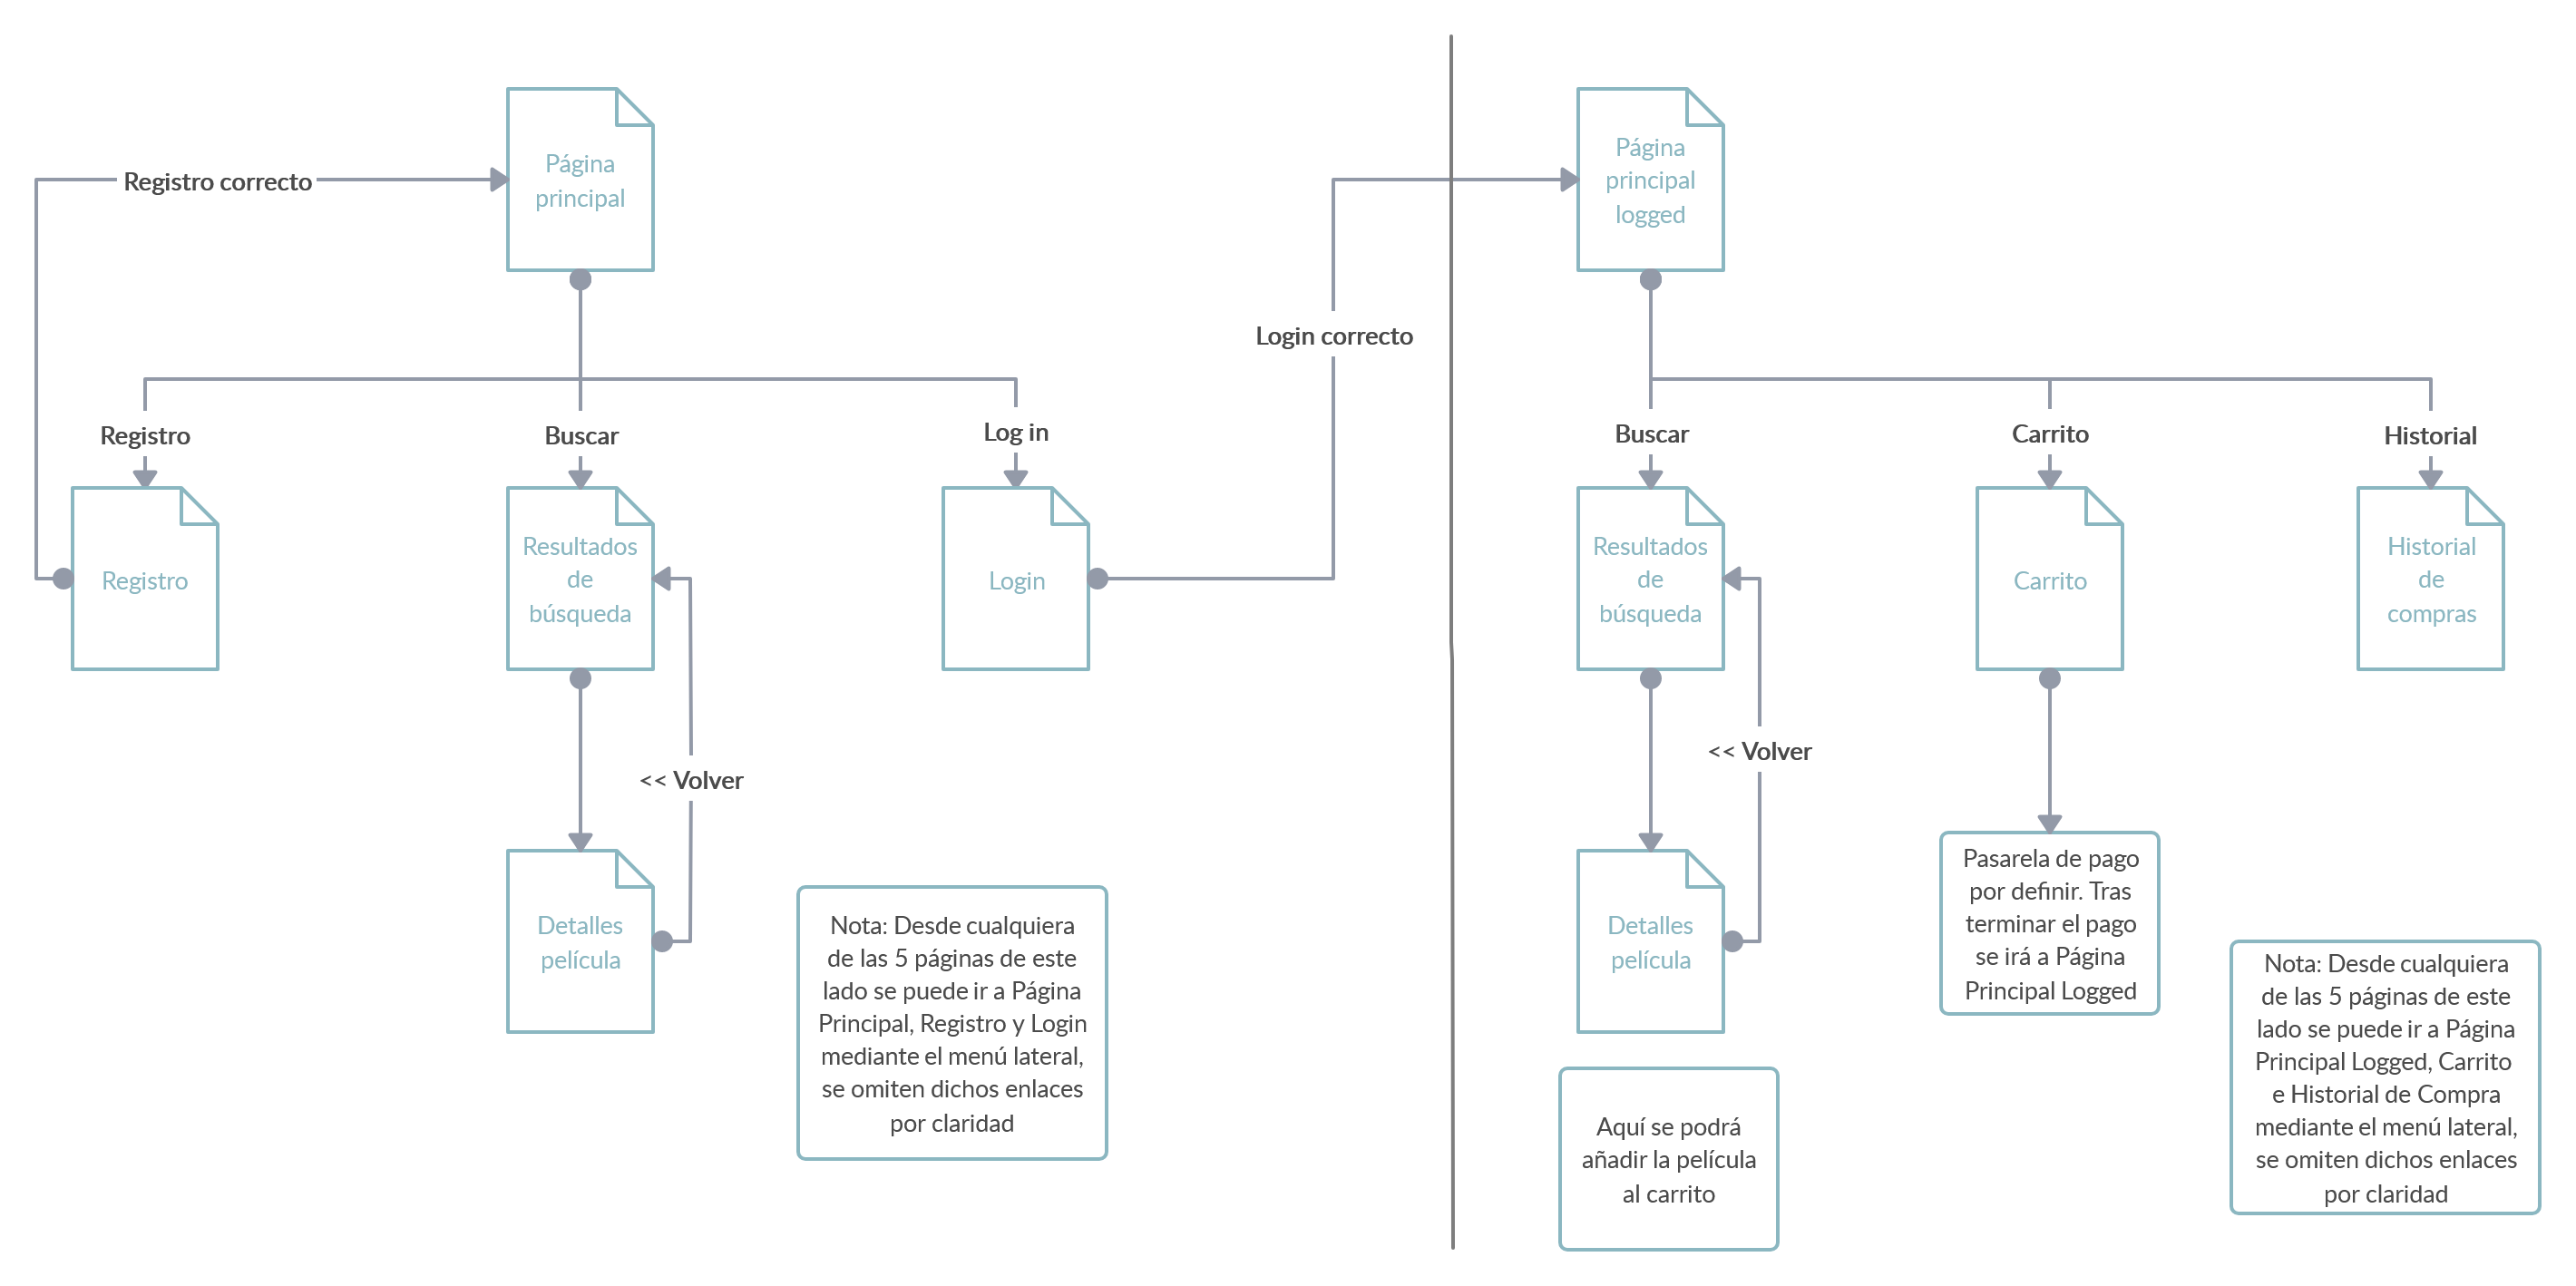 Página
principal
Registro correcto
Registro
Buscar
Log in
Registro
Resultados
de
búsqueda
Login
<< Volver
Detalles
película
Nota: Desde cualquiera
de las 5 páginas de este
lado se puede ir a Página
Principal, Registro y Login
mediante el menú lateral,
se omiten dichos enlaces
por claridad
Login correcto
Página
principal
logged
Buscar
Carrito
Historial
Resultados
de
búsqueda
Carrito
Historial
de
compras
<< Volver
Detalles
película
Pasarela de pago
por definir. Tras
terminar el pago
se irá a Página
Principal Logged
Aquí se podrá
añadir la película
al carrito
Nota: Desde cualquiera
de las 5 páginas de este
lado se puede ir a Página
Principal Logged, Carrito
e Historial de Compra
mediante el menú lateral,
se omiten dichos enlaces
por claridad